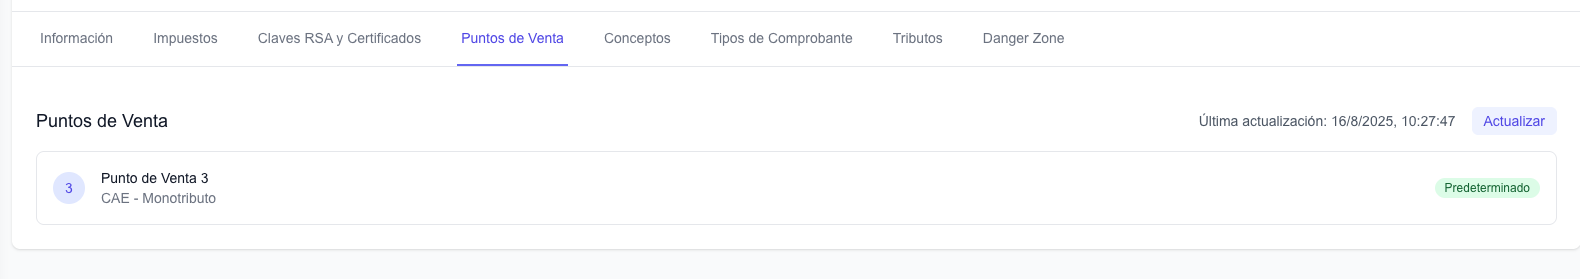 Información Impuestos Claves RSA y Certificados Puntos de Venta Conceptos Tipos de Comprobante Tributos Danger Zone
Puntos de Venta Última actualización: 16/8/2025, 10:27:47 Actualizar
3 Punto de Venta 3
CAE - Monotributo Predeterminado